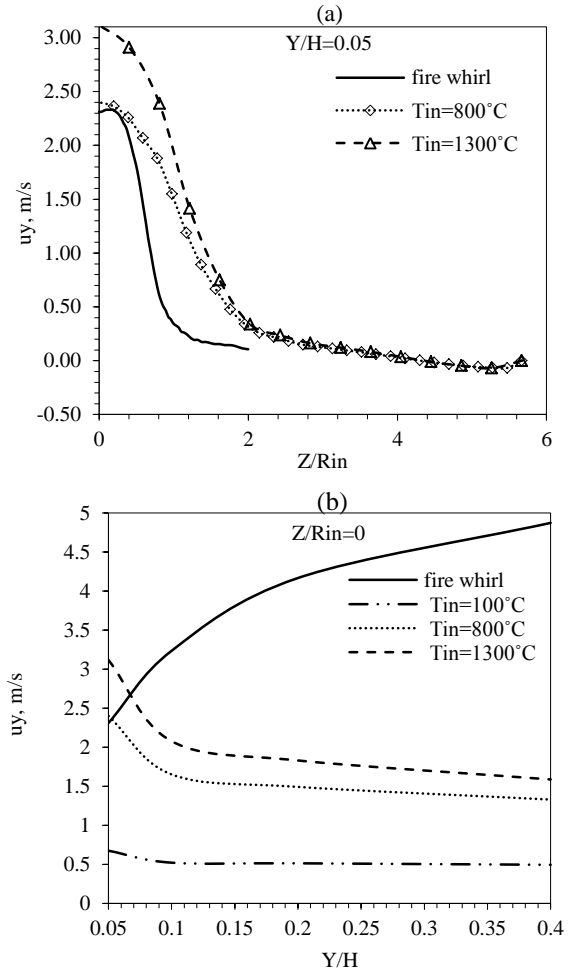 (a)
Y/H=0.05
3.00
2.50
2.00
1.50
1.00
0.50
0.00
-0.50
uy, m/s
fire whirl
Tin=800˚C
Tin=1300˚C
0 2 4 6
Z/Rin
(b)
Z/Rin=0
5
4.5
4
3.5
3
2.5
2
1.5
1
0.5
0
uy, m/s
fire whirl
Tin=100˚C
Tin=800˚C
Tin=1300˚C
0.05 0.1 0.15 0.2 0.25 0.3 0.35 0.4
Y/H